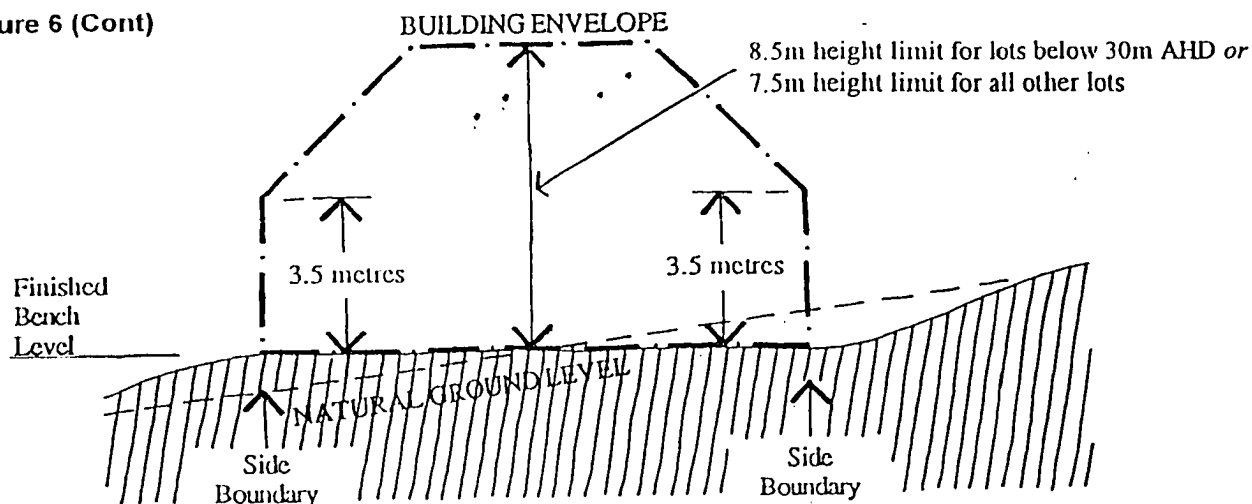 ure 6 (Cont)
BUILDING ENVELOPE
8.5m height limit for lots below 30m AHD or
7.5m height limit for all other lots
3.5 metres
3.5 metres
Finished
Bench
Level
NATURAL GROUND LEVEL
Side
Boundary
Side
Boundary